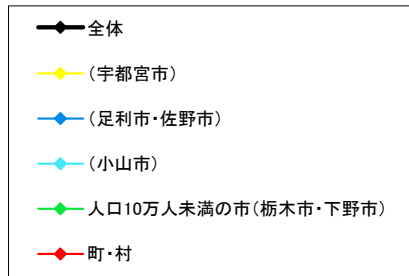 全体
(宇都宮市)
(足利市・佐野市)
(小山市)
人口10万人未満の市(栃木市・下野市)
町・村